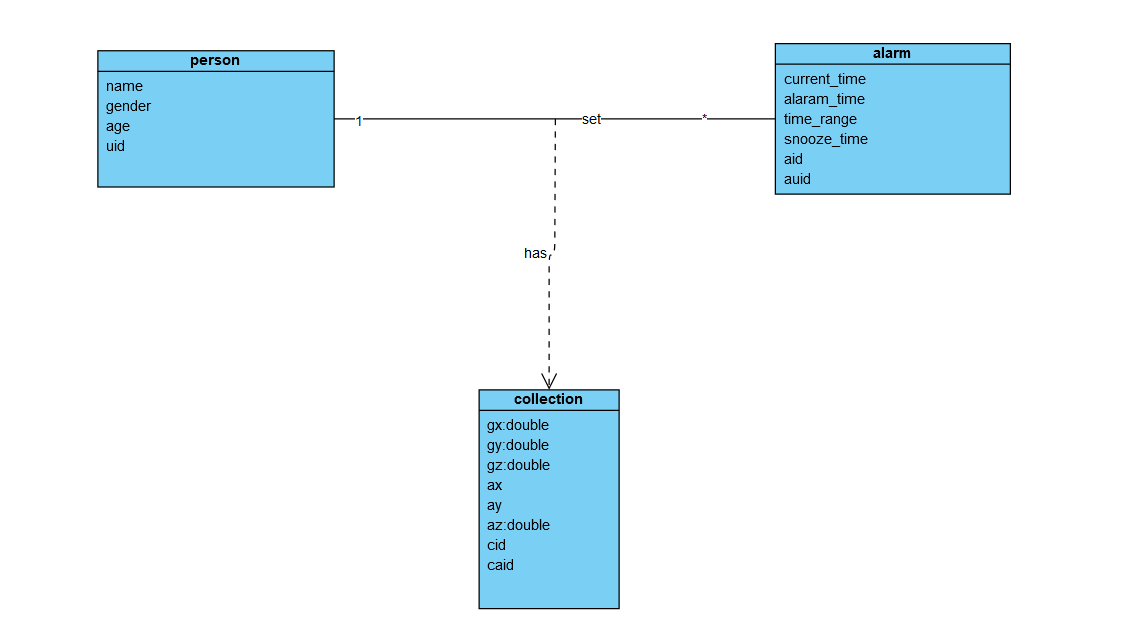 person
name
gender
age
uid
1
set
*
alarm
current_time
alaram_time
time_range
snooze_time
aid
auid
has
collection
gx:double
gy:double
gz:double
ax
ay
az:double
cid
caid